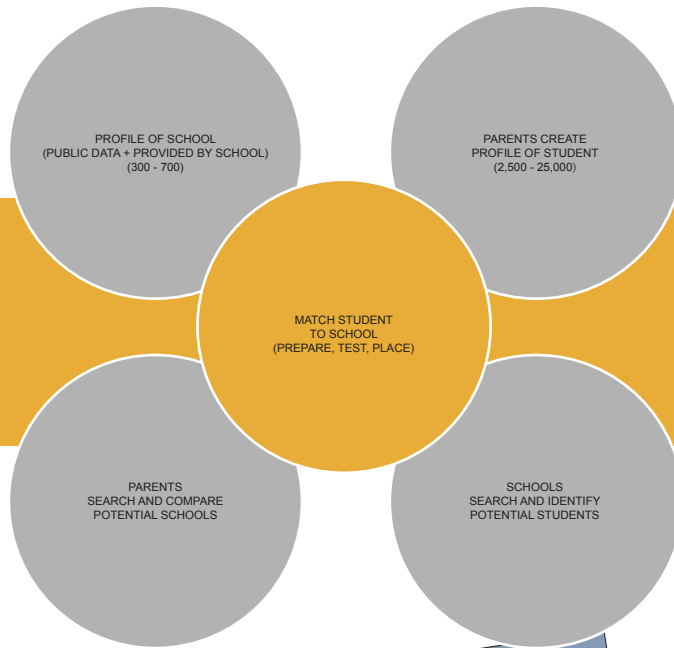 PROFILE OF SCHOOL
(PUBLIC DATA + PROVIDED BY SCHOOL)
(300 - 700)
PARENTS CREATE
PROFILE OF STUDENT
(2,500 - 25,000)
MATCH STUDENT
TO SCHOOL
(PREPARE, TEST, PLACE)
PARENTS
SEARCH AND COMPARE
POTENTIAL SCHOOLS
SCHOOLS
SEARCH AND IDENTIFY
POTENTIAL STUDENTS